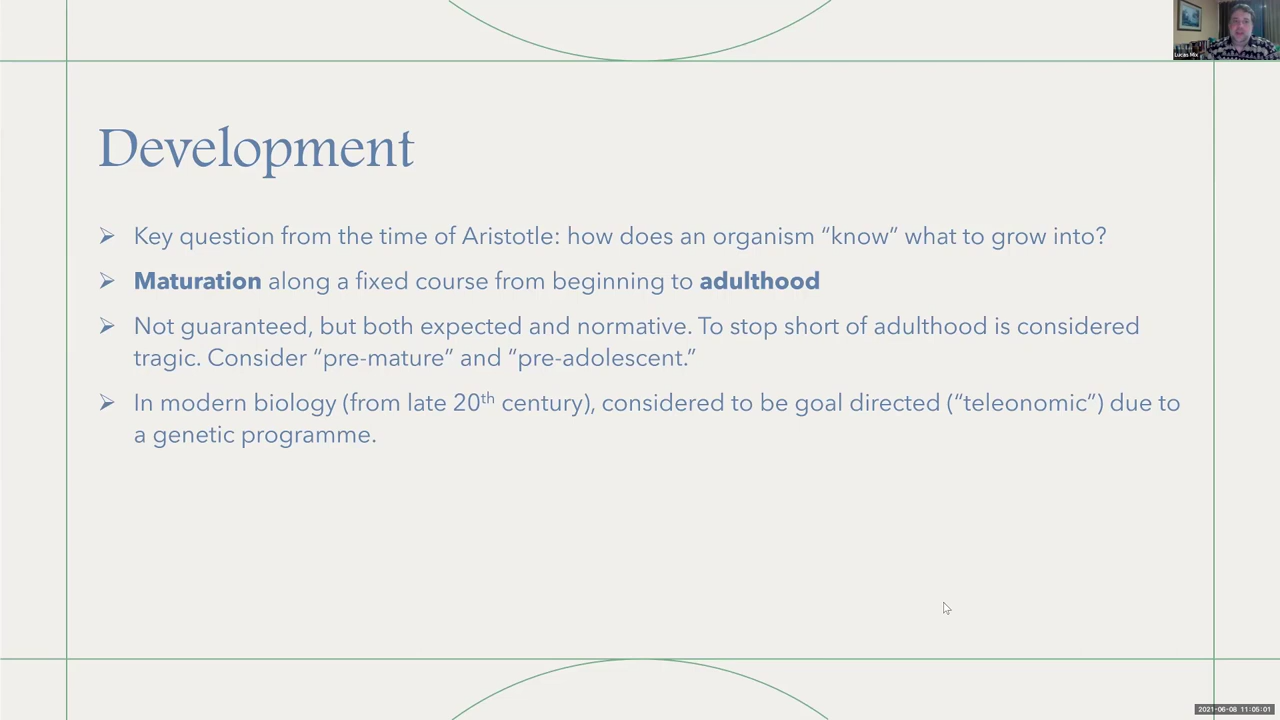 Lucas Mix
Development
➢ Key question from the time of Aristotle: how does an organism “know” what to grow into?
➢ Maturation along a fixed course from beginning to adulthood
➢ Not guaranteed, but both expected and normative. To stop short of adulthood is considered
tragic. Consider “pre-mature” and “pre-adolescent.”
➢ In modern biology (from late 20th century), considered to be goal directed (“teleonomic”) due to
a genetic programme.
2021-06-08 11:05:01